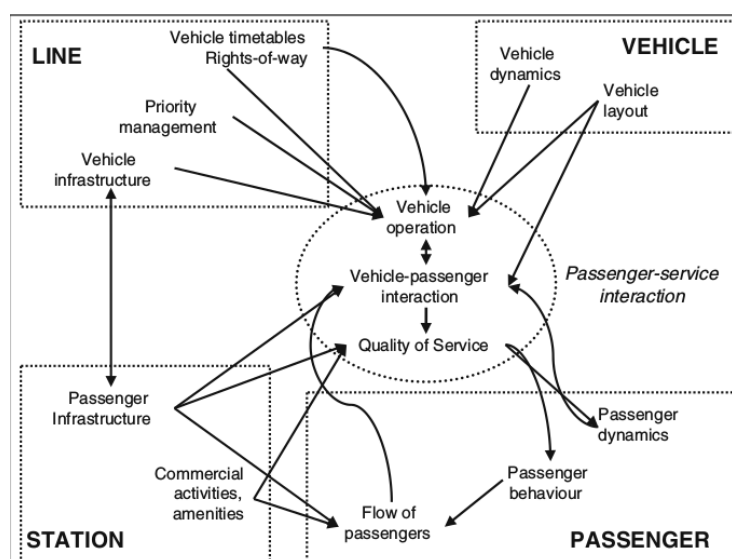 LINE
Vehicle timetables
Rights-of-way
Priority
management
Vehicle
infrastructure
VEHICLE
Vehicle
dynamics
Vehicle
layout
Vehicle
operation
Vehicle-passenger
interaction
Quality of Service
Passenger-service
interaction
Passenger
Infrastructure
Commercial
activities,
amenities
STATION
Flow of
passengers
Passenger
behaviour
Passenger
dynamics
PASSENGER